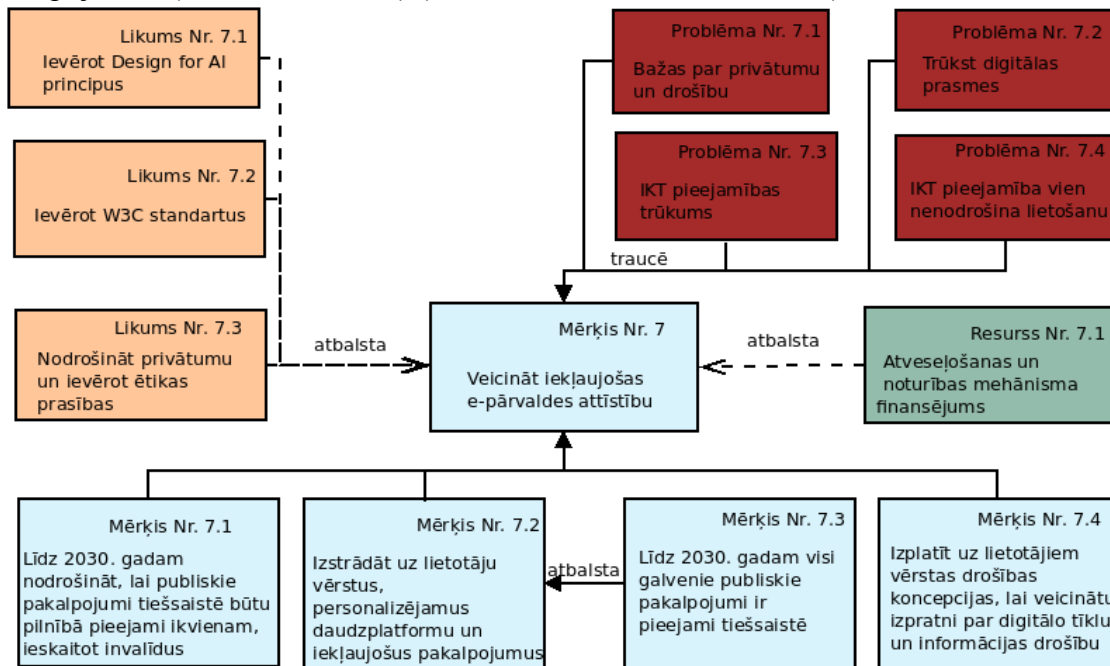 Likums Nr. 7.1
Ievērot Design for AI
principus
Problēma Nr. 7.1
Bažas par privātumu
un drošību
Problēma Nr. 7.2
Trūkst digitālas
prasmes
Likums Nr. 7.2
Ievērot W3C standartus
Problēma Nr. 7.3
IKT pieejamības
trūkums
Problēma Nr. 7.4
IKT pieejamība vien
nenodrošina lietošanu
traucē
Likums Nr. 7.3
Nodrošināt privātumu
un ievērot ētikas
prasības
atbalsta
Mērķis Nr. 7
Veicināt iekļaujošas
e-pārvaldes attīstību
atbalsta
Resurss Nr. 7.1
Atveseļošanas un
noturības mehānisma
finansējums
Mērķis Nr. 7.1
Līdz 2030. gadam
nodrošināt, lai publiskie
pakalpojumi tiešsaistē būtu
pilnībā pieejami ikvienam,
ieskaitot invalīdus
Mērķis Nr. 7.2
Izstrādāt uz lietotāju
vērstus,
personalizējamus
daudzplatformu un
iekļaujošus pakalpojumus
atbalsta
Mērķis Nr. 7.3
Līdz 2030. gadam visi
galvenie publiskie
pakalpojumi ir
pieejami tiešsaistē
Mērķis Nr. 7.4
Izplatīt uz lietotājiem
vērstas drošības
koncepcijas, lai veicinātu
izpratni par digitālo tīklu
un informācijas drošību